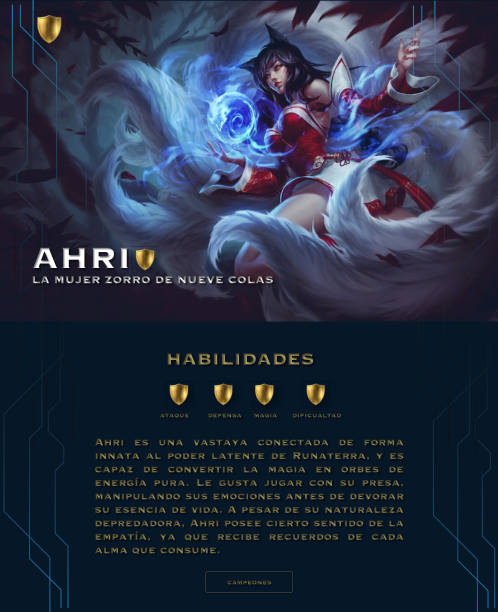 AHRI
LA MUJER ZORRO DE NUEVE COLAS
HABILIDADES
ATAQUE DEFENSA MAGIA DIFICUALTAD
AHRI ES UNA VASTAYA CONECTADA DE FORMA
INNATA AL PODER LATENTE DE RUNATERRA, Y ES
CAPAZ DE CONVERTIR LA MAGIA EN ORBES DE
ENERGÍA PURA. LE GUSTA JUGAR CON SU PRESA,
MANIPULANDO SUS EMOCIONES ANTES DE DEVORAR
SU ESENCIA DE VIDA. A PESAR DE SU NATURALEZA
DEPREDADORA, AHRI POSEE CIERTO SENTIDO DE LA
EMPATÍA, YA QUE RECIBE RECUERDOS DE CADA
ALMA QUE CONSUME.
CAMPEONES